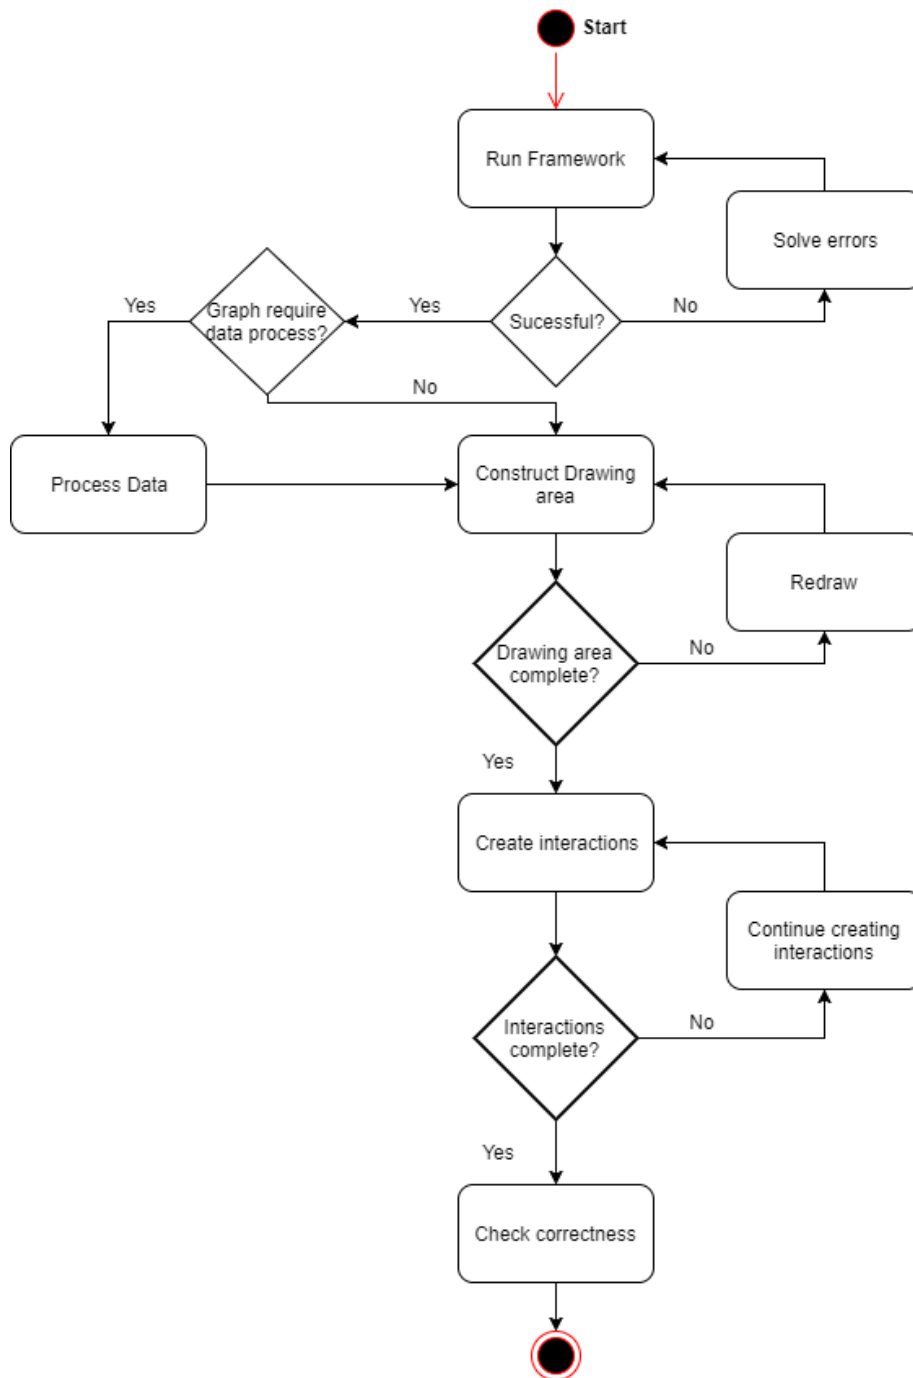 Start
Run Framework
Solve errors
Yes
Graph require
data process?
Yes
Sucessful?
No
No
Process Data
Construct Drawing
area
Redraw
Drawing area
complete?
No
Yes
Create interactions
Continue creating
interactions
Interactions
complete?
No
Yes
Check correctness